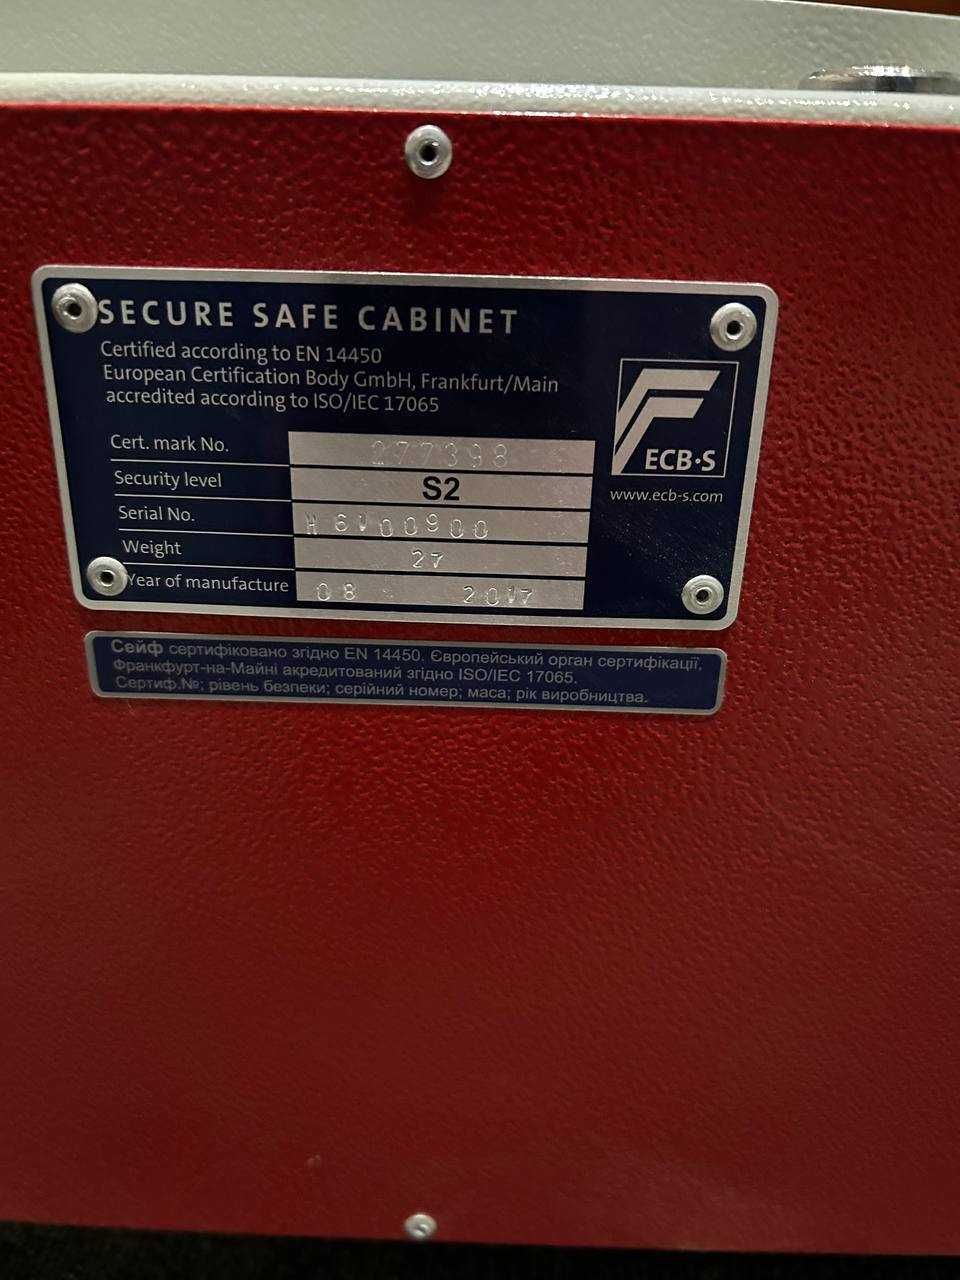 SECURE SAFE CABINET
Certified according to EN 14450
European Certification Body GmbH, Frankfurt/Main
accredited according to ISO/IEC 17065
ECB·S
www.ecb-s.com
Cert. mark No. 277398
Security level S2
Serial No.
Weight 27
Year of manufacture 08 2017
Сейф сертифіковано згідно EN 14450. Європейський орган сертифікації,
Франкфурт-на-Майні акредитований згідно ISO/IEC 17065.
Сертиф.№; рівень безпеки; серійний номер; маса; рік виробництва.